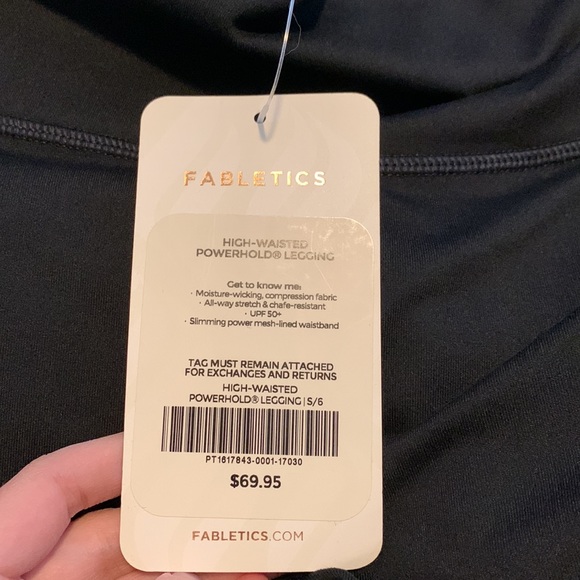 FABLETICS
HIGH-WAISTED
POWERHOLD® LEGGING
Get to know me:
· Moisture-wicking, compression fabric
· All-way stretch & chafe-resistant
· UPF 50+
· Slimming power mesh-lined waistband
TAG MUST REMAIN ATTACHED
FOR EXCHANGES AND RETURNS
HIGH-WAISTED
POWERHOLD® LEGGING | S/6
PT1617843-0001-17030
$69.95
FABLETICS.COM